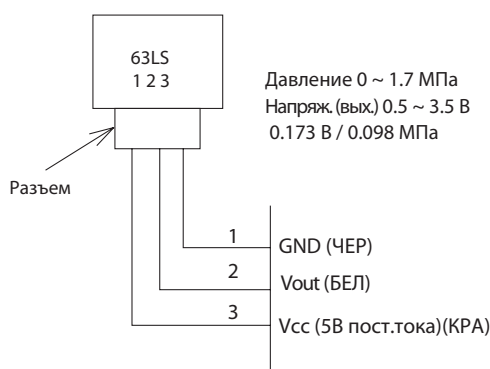 63LS
1 2 3
Давление 0 ~ 1.7 МПа
Напряж. (вых.) 0.5 ~ 3.5 В
0.173 В / 0.098 МПа
Разъем
1
GND (ЧЕР)
2
Vout (БЕЛ)
3
Vcc (5В пост.тока)(КРА)